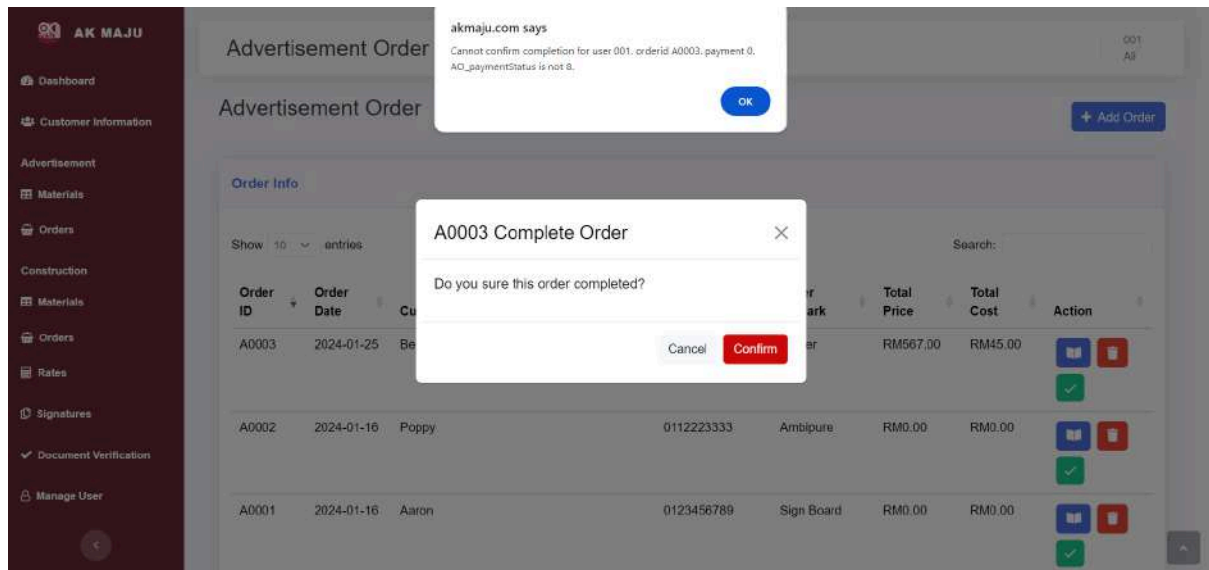 AK MAJU
Dashboard
Customer Information
Advertisement
Materials
Orders
Construction
Materials
Orders
Rates
Signatures
Document Verification
Manage User
akmaju.com says
Cannot confirm completion for user 001. orderid A0003. payment 0.
AO_paymentStatus is not 8.
OK
Advertisement Order
001
Ali
Advertisement Order
+ Add Order
Order Info
Show 10 entries
Search:
A0003 Complete Order
Do you sure this order completed?
Cancel Confirm
Order ID Order Date Cu ark Total Price Total Cost Action
A0003 2024-01-25 Be er RM567.00 RM45.00
A0002 2024-01-16 Poppy 0112223333 Ambipure RM0.00 RM0.00
A0001 2024-01-16 Aaron 0123456789 Sign Board RM0.00 RM0.00